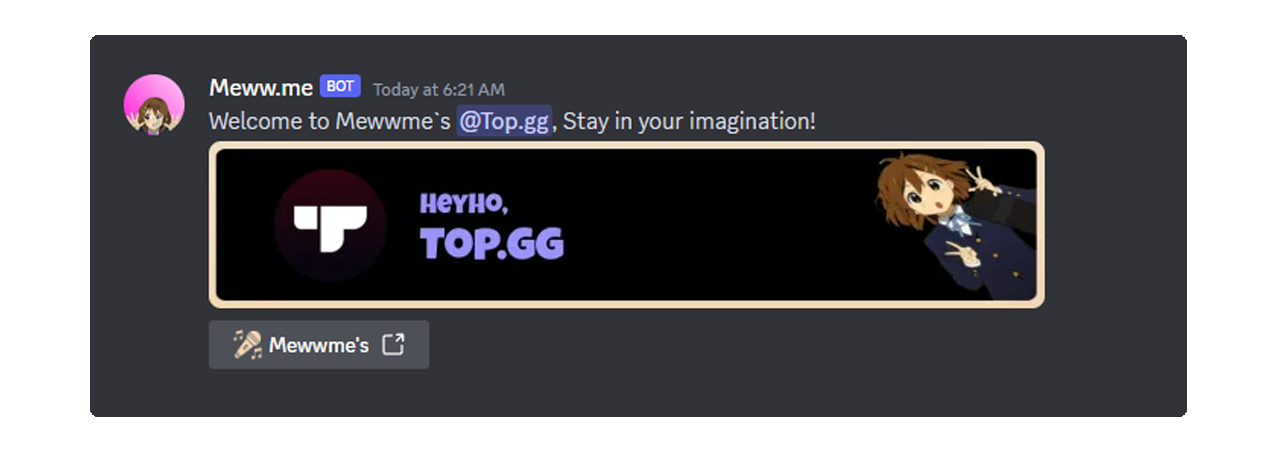 Meww.me BOT Today at 6:21 AM
Welcome to Mewwme`s @Top.gg, Stay in your imagination!
HeYHO,
TOP.GG
Mewwme's